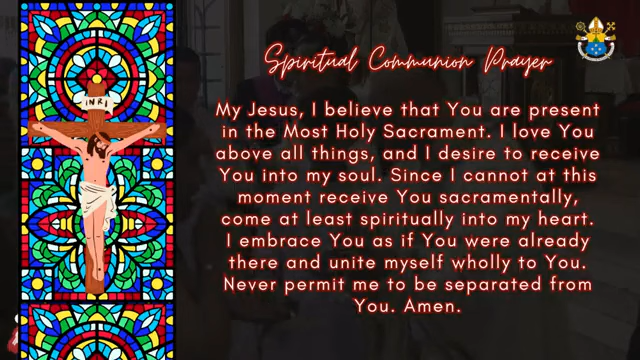 Spiritual Communion Prayer
INRI
My Jesus, I believe that You are present
in the Most Holy Sacrament. I love You
above all things, and I desire to receive
You into my soul. Since I cannot at this
moment receive You sacramentally,
come at least spiritually into my heart.
I embrace You as if You were already
there and unite myself wholly to You.
Never permit me to be separated from
You. Amen.